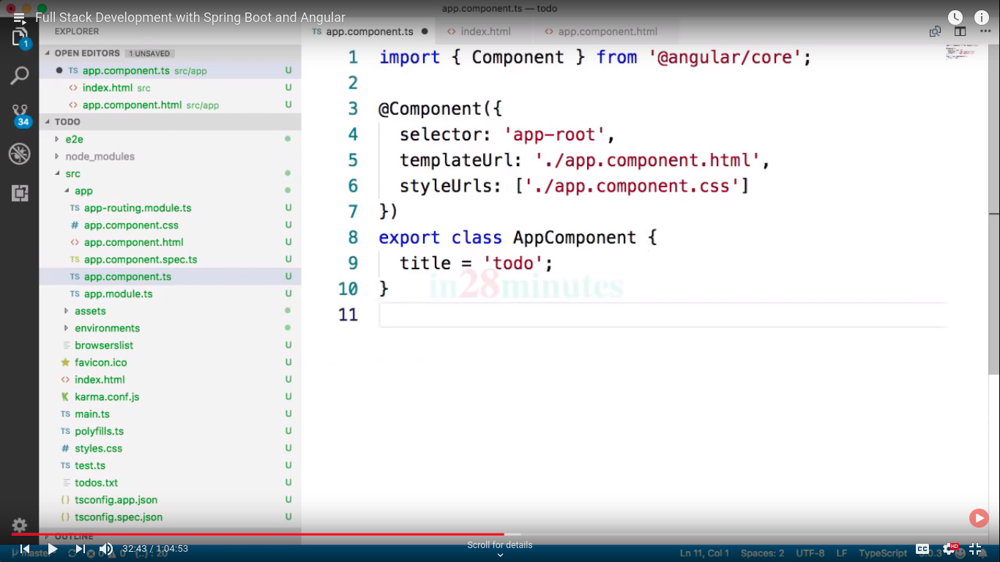 app.component.ts — todo
Full Stack Development with Spring Boot and Angular
EXPLORER
app.component.ts
index.html
app.component.html
1
OPEN EDITORS 1 UNSAVED
TS app.component.ts src/app U
<> index.html src U
<> app.component.html src/app U
34
TODO
e2e
node_modules
src
app
TS app-routing.module.ts U
# app.component.css U
<> app.component.html U
TS app.component.spec.ts U
TS app.component.ts U
TS app.module.ts U
assets
environments
browserslist U
favicon.ico U
<> index.html U
karma.conf.js U
TS main.ts U
TS polyfills.ts U
# styles.css U
TS test.ts U
todos.txt U
{} tsconfig.app.json U
{} tsconfig.spec.json U
OUTLINE
1 import { Component } from '@angular/core';
2
3 @Component({
4 selector: 'app-root',
5 templateUrl: './app.component.html',
6 styleUrls: ['./app.component.css']
7 })
8 export class AppComponent {
9 title = 'todo';
10 }
11
in28minutes
32:43 / 1:04:53
Scroll for details
CC
HD
master
Ln 11, Col 1 Spaces: 2 UTF-8 LF TypeScript